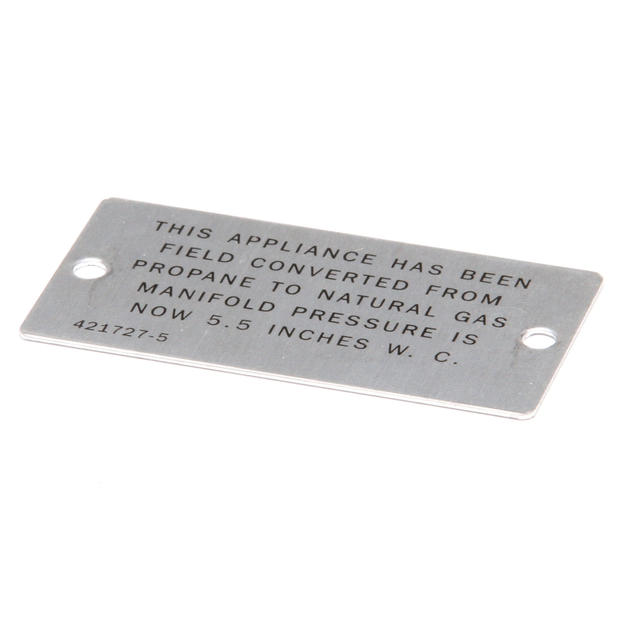 THIS APPLIANCE HAS BEEN
FIELD CONVERTED FROM
PROPANE TO NATURAL GAS
MANIFOLD PRESSURE IS
NOW 5.5 INCHES W. C.
421727-5